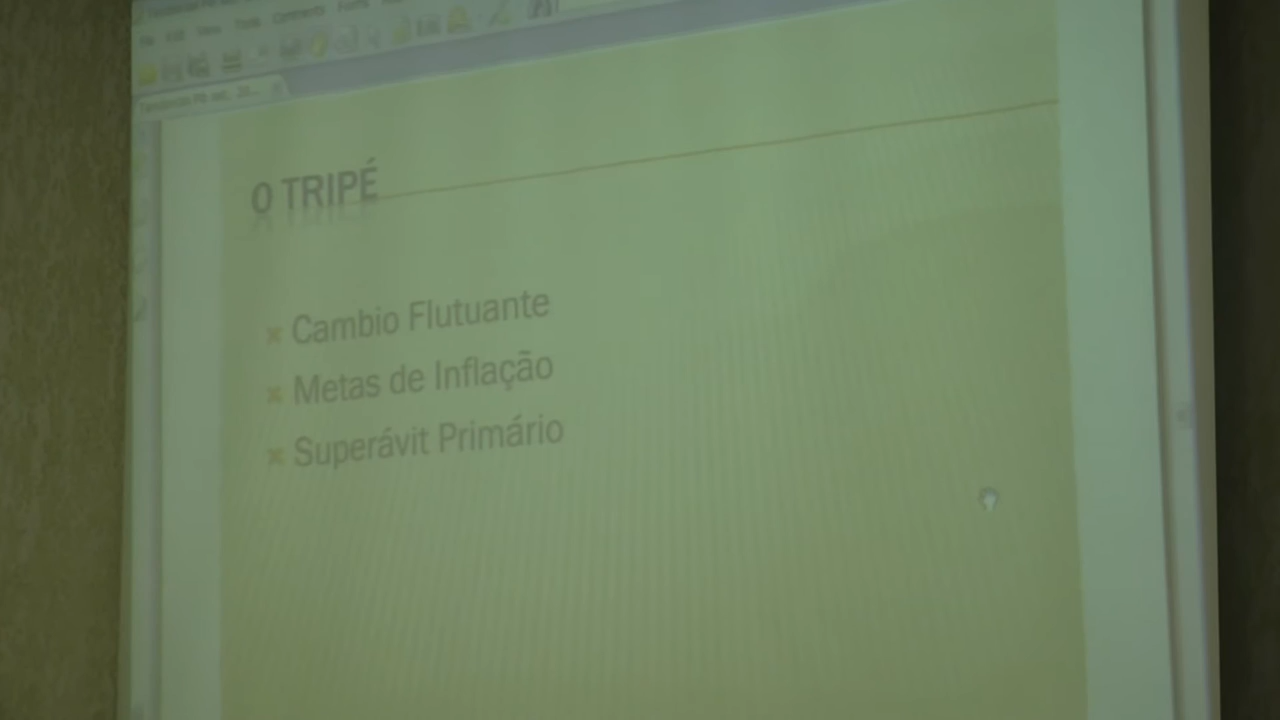 O TRIPÉ
Cambio Flutuante
Metas de Inflação
Superávit Primário